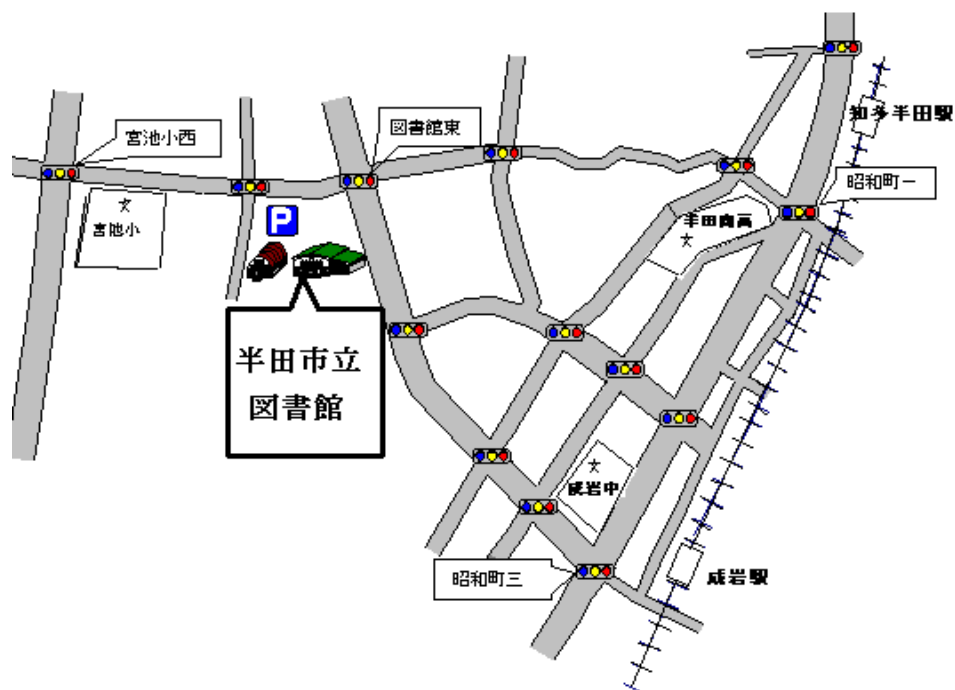 知多半田駅
図書館東
宮池小西
昭和町一
宮池小
P
半田商高
半田市立
図書館
成岩中
昭和町三
成岩駅